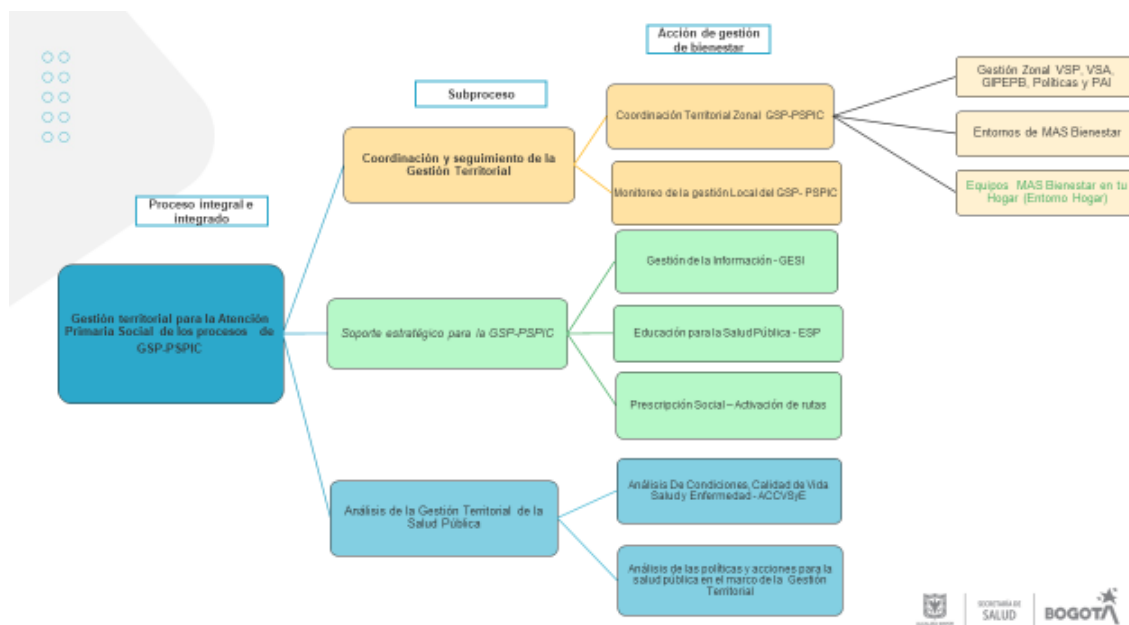 Acción de gestión
de bienestar
Subproceso
Proceso integral e
integrado
Gestión territorial para la Atención
Primaria Social de los procesos de
GSP-PSPIC
Coordinación y seguimiento de la
Gestión Territorial
Coordinación Territorial Zonal GSP-PSPIC
Gestión Zonal VSP, VSA,
GIPEPB, Políticas y PAI
Entornos de MAS Bienestar
Equipos MAS Bienestar en tu
Hogar (Entorno Hogar)
Monitoreo de la gestión Local del GSP- PSPIC
Soporte estratégico para la GSP-PSPIC
Gestión de la Información - GESI
Educación para la Salud Pública - ESP
Prescripción Social – Activación de rutas
Análisis de la Gestión Territorial de la
Salud Pública
Análisis De Condiciones, Calidad de Vida
Salud y Enfermedad - ACCVSyE
Análisis de las políticas y acciones para la
salud pública en el marco de la Gestión
Territorial
SECRETARÍA DE
SALUD
BOGOTÁ